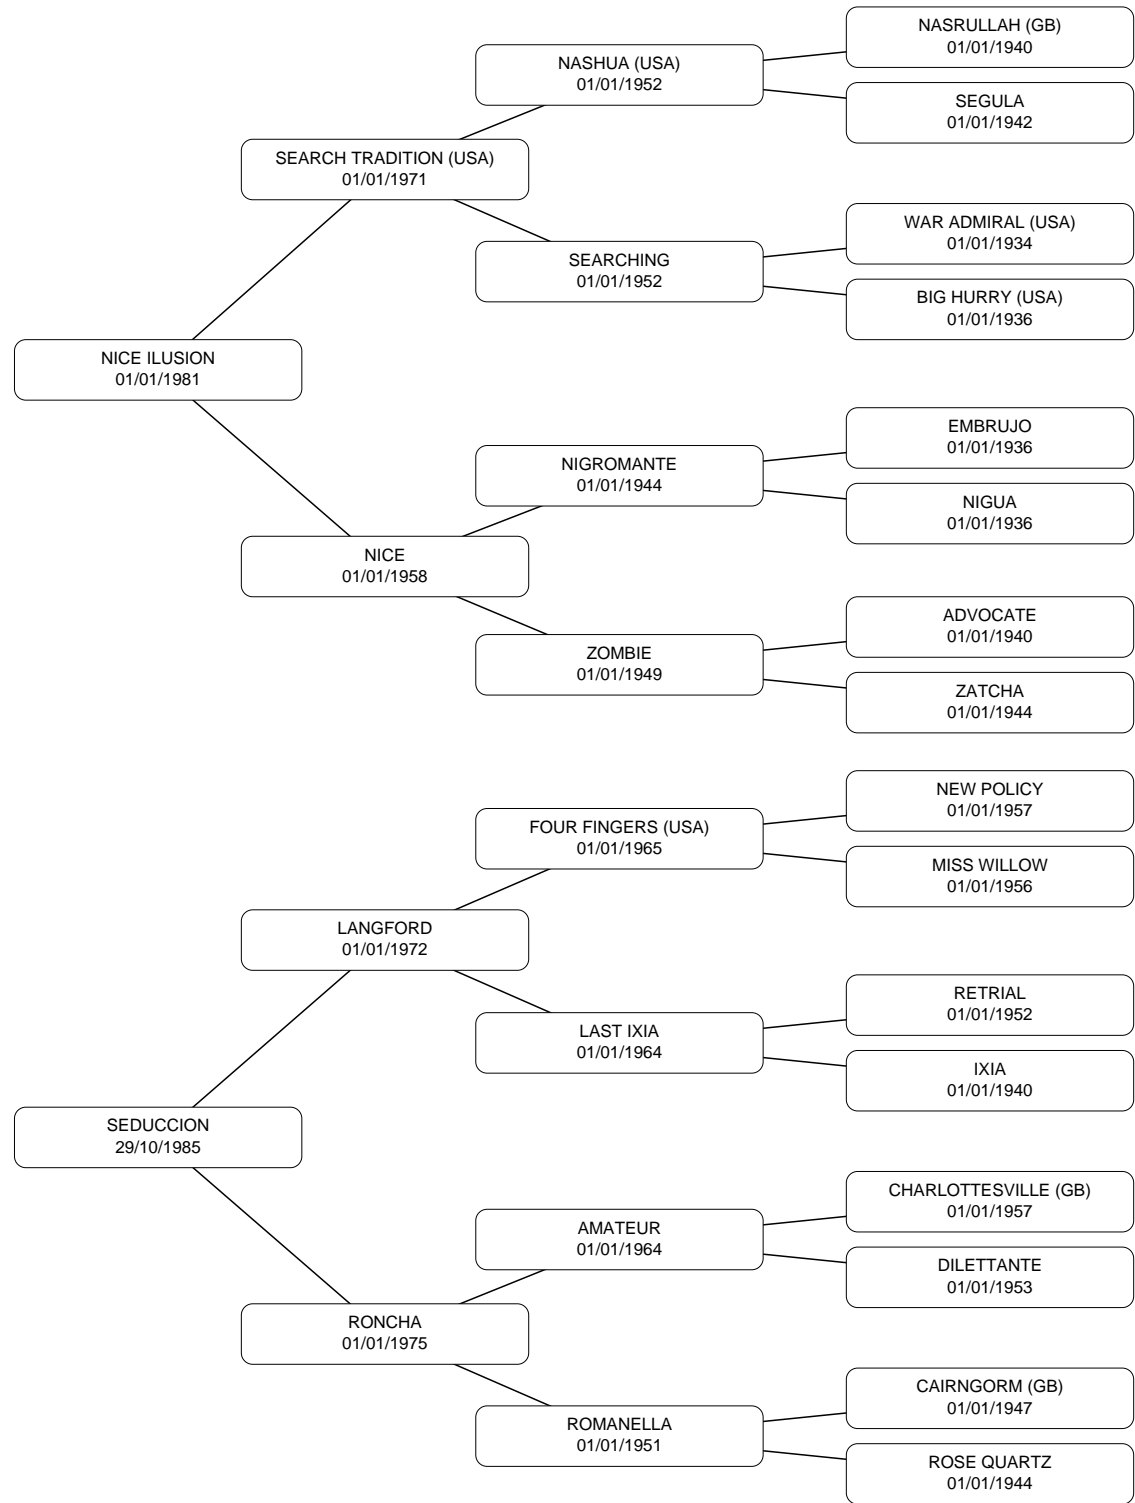 NASRULLAH (GB)
01/01/1940
NASHUA (USA)
01/01/1952
SEGULA
01/01/1942
SEARCH TRADITION (USA)
01/01/1971
WAR ADMIRAL (USA)
01/01/1934
SEARCHING
01/01/1952
BIG HURRY (USA)
01/01/1936
NICE ILUSION
01/01/1981
EMBRUJO
01/01/1936
NIGROMANTE
01/01/1944
NIGUA
01/01/1936
NICE
01/01/1958
ADVOCATE
01/01/1940
ZOMBIE
01/01/1949
ZATCHA
01/01/1944
NEW POLICY
01/01/1957
FOUR FINGERS (USA)
01/01/1965
MISS WILLOW
01/01/1956
LANGFORD
01/01/1972
RETRIAL
01/01/1952
LAST IXIA
01/01/1964
IXIA
01/01/1940
SEDUCCION
29/10/1985
CHARLOTTESVILLE (GB)
01/01/1957
AMATEUR
01/01/1964
DILETTANTE
01/01/1953
RONCHA
01/01/1975
CAIRNGORM (GB)
01/01/1947
ROMANELLA
01/01/1951
ROSE QUARTZ
01/01/1944